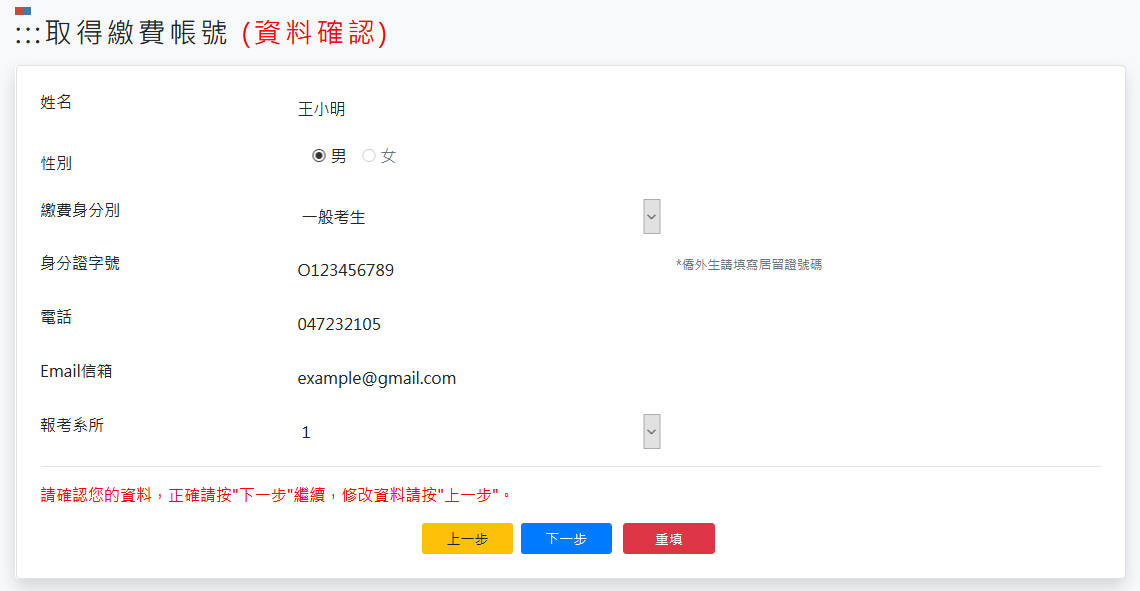 :::取得繳費帳號 (資料確認)
姓名 王小明
性別 男 女
繳費身分別 一般考生
身分證字號 O123456789 *僑外生請填寫居留證號碼
電話 047232105
Email信箱 example@gmail.com
報考系所 1
請確認您的資料，正確請按"下一步"繼續，修改資料請按"上一步"。
上一步 下一步 重填